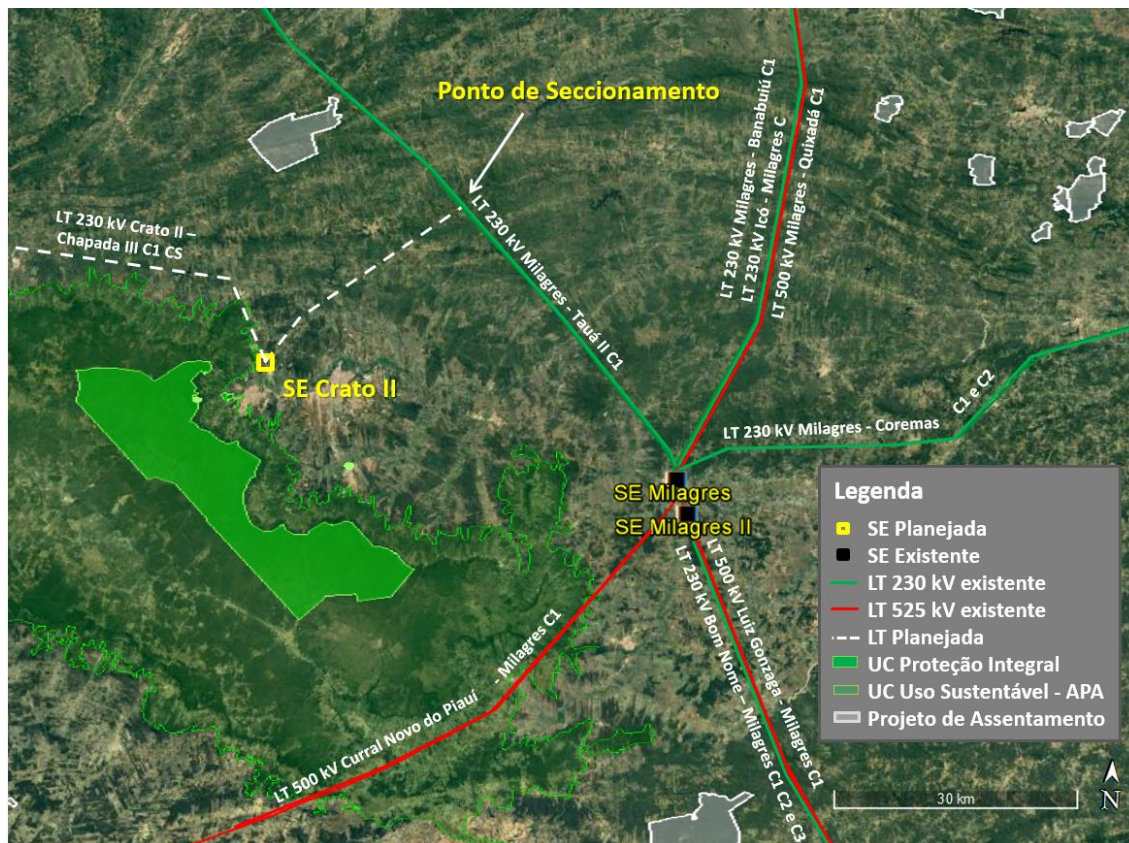 Ponto de Seccionamento
LT 230 kV Milagres - Banabuiú C1
LT 230 kV Icó - Milagres C
LT 500 kV Milagres - Quixadá C1
LT 230 kV Crato II –
Chapada III C1 CS
LT 230 kV Milagres - Tauá II C1
SE Crato II
C1 e C2
LT 230 kV Milagres - Coremas
SE Milagres
SE Milagres II
LT 500 kV Curral Novo do Piauí - Milagres C1
LT 230 kV Bom Nome – Milagres C1 C2 e C3
LT 500 kV Luiz Gonzaga - Milagres C1
Legenda
SE Planejada
SE Existente
LT 230 kV existente
LT 525 kV existente
LT Planejada
UC Proteção Integral
UC Uso Sustentável - APA
Projeto de Assentamento
30 km
N